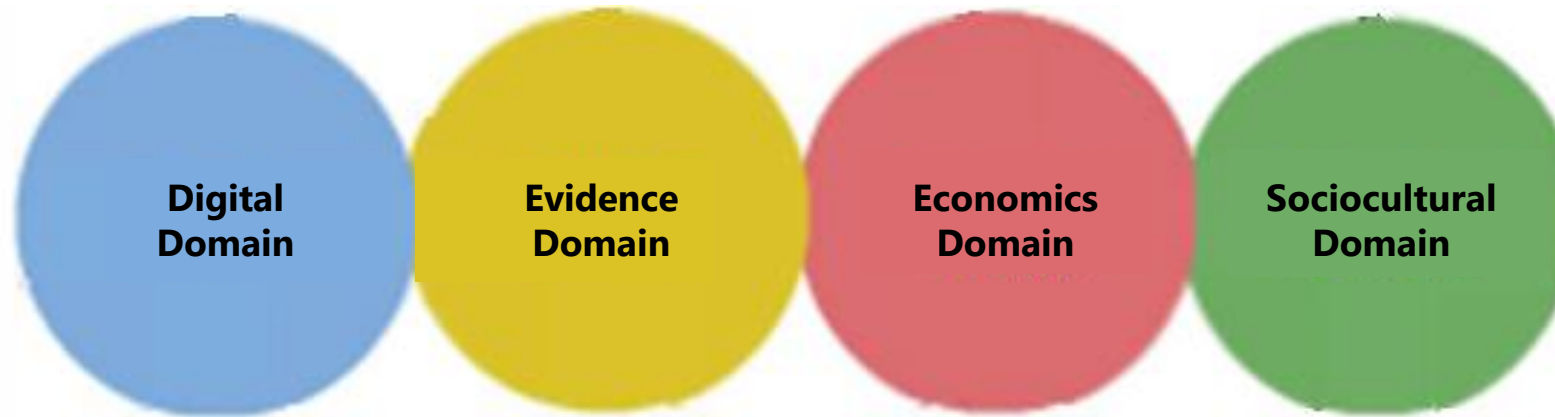 Digital
Domain
Evidence
Domain
Economics
Domain
Sociocultural
Domain